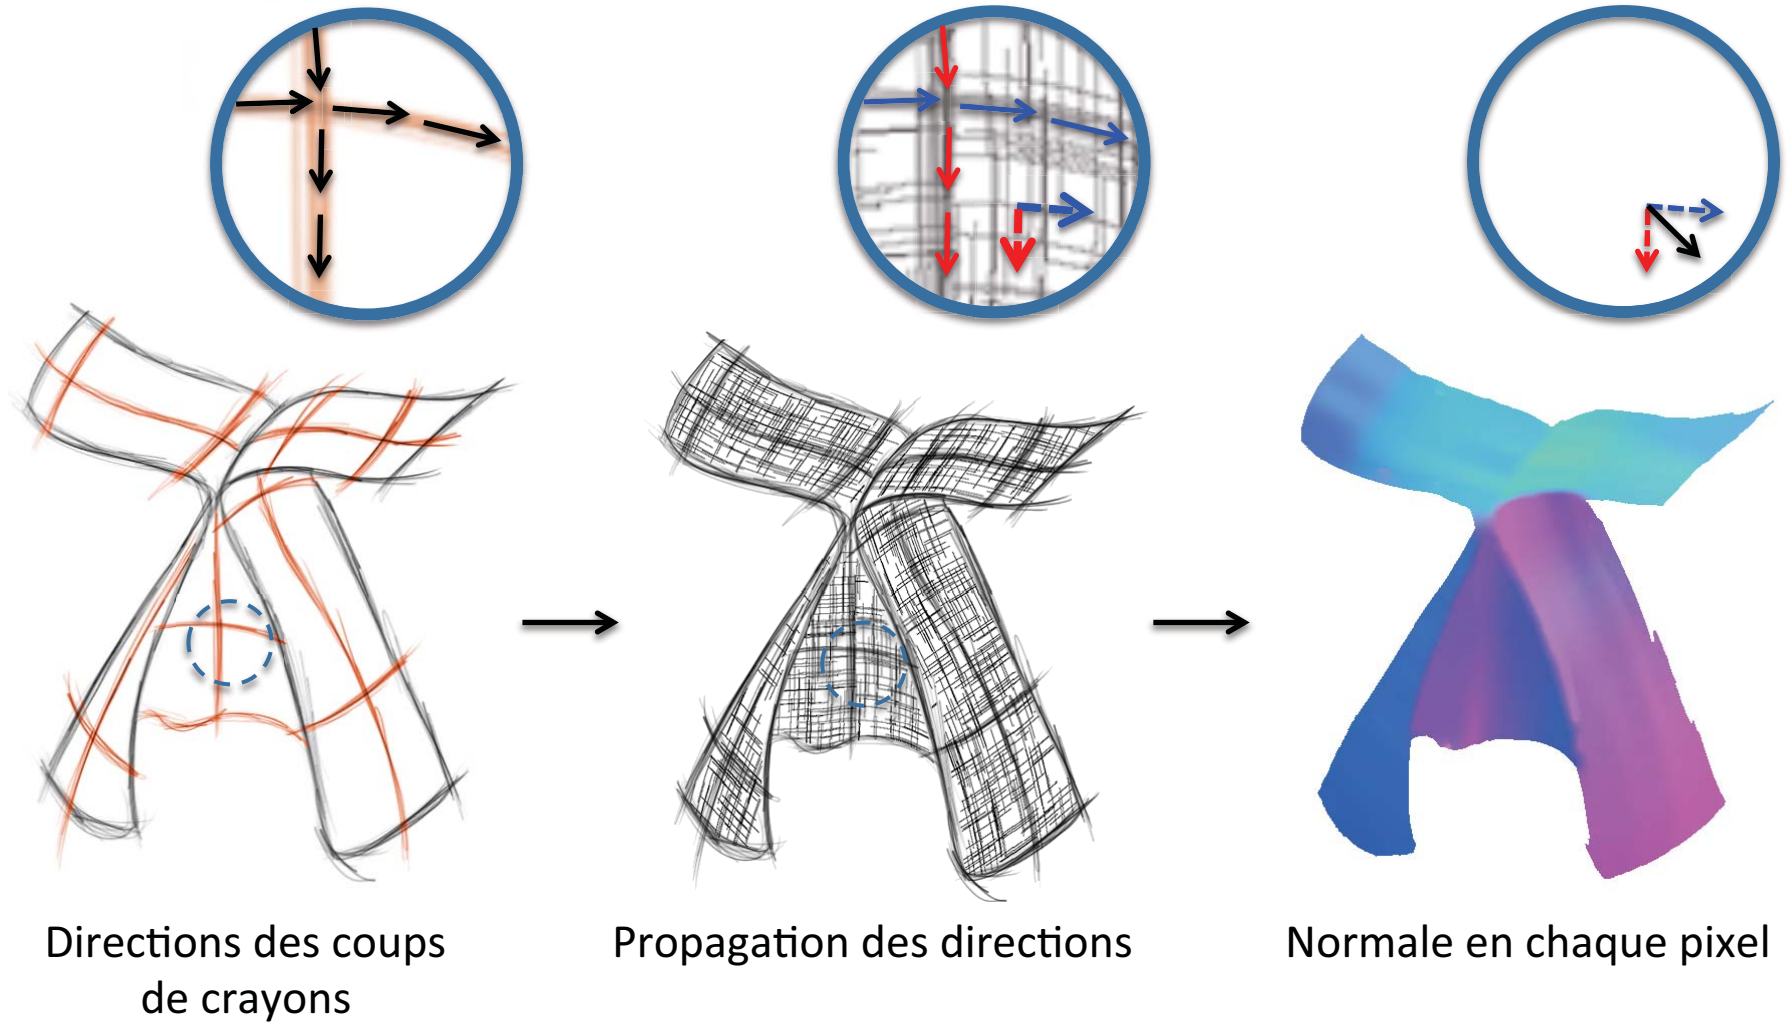 Directions des coups
de crayons
Propagation des directions
Normale en chaque pixel